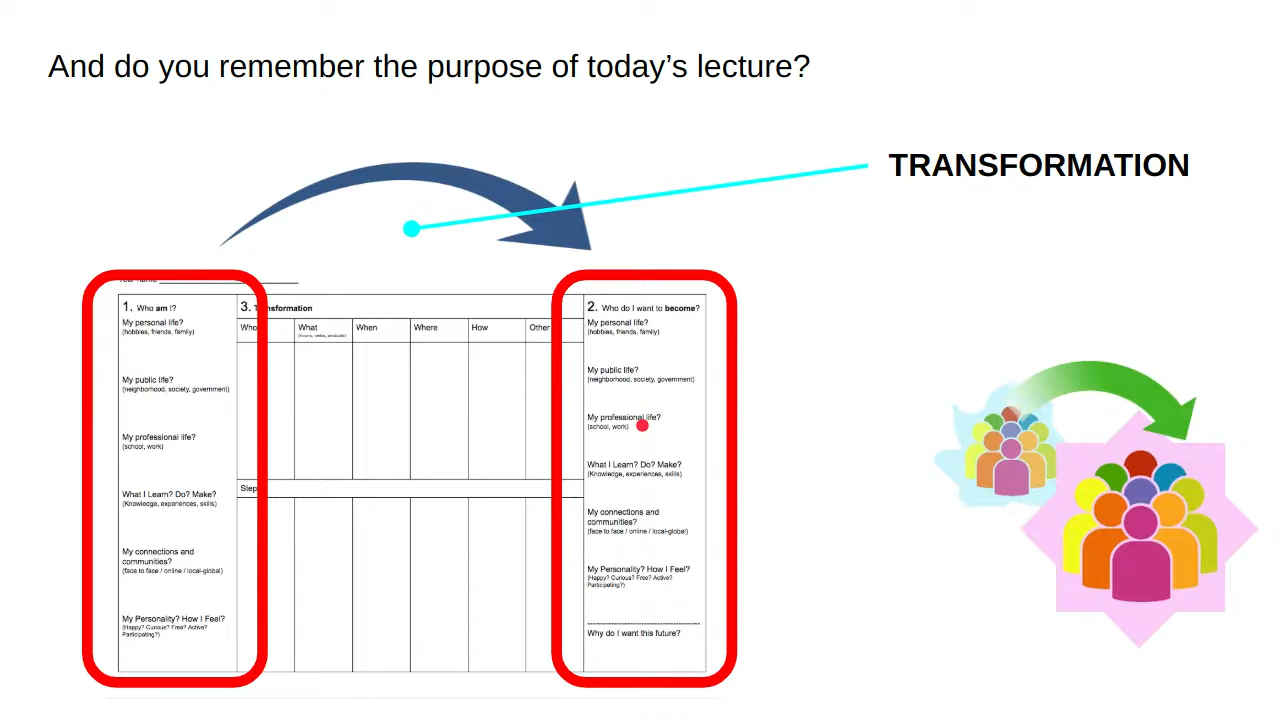 And do you remember the purpose of today's lecture?
TRANSFORMATION
1. Who am I?
My personal life?
(hobbies, friends, family)
My public life?
(neighborhood, society, government)
My professional life?
(school, work)
What I Learn? Do? Make?
(Knowledge, experiences, skills)
My connections and
communities?
(face to face / online / local-global)
My Personality? How I Feel?
(Happy? Curious? Free? Active?
Participating?)
3.
Who What When Where How Other
(nouns, verbs, products)
Step
2. Who do I want to become?
My personal life?
(hobbies, friends, family)
My public life?
(neighborhood, society, government)
My professional life?
(school, work)
What I Learn? Do? Make?
(Knowledge, experiences, skills)
My connections and
communities?
(face to face / online / local-global)
My Personality? How I Feel?
(Happy? Curious? Free? Active?
Participating?)
Why do I want this future?